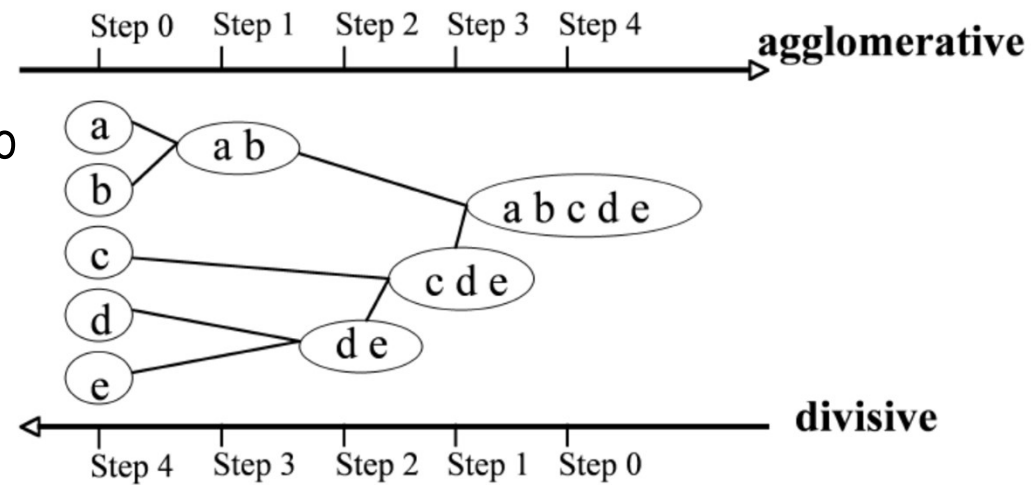 Step 0 Step 1 Step 2 Step 3 Step 4
agglomerative
a
b
a b
a b c d e
c
c d e
d
d e
e
divisive
Step 4 Step 3 Step 2 Step 1 Step 0